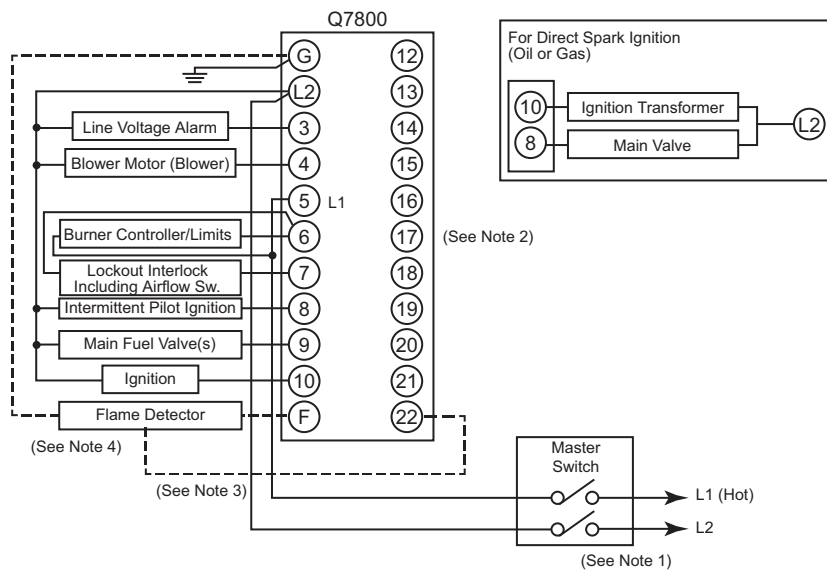 Q7800
G
L2
3
4
5
L1
6
7
8
9
10
F
12
13
14
15
16
17
18
19
20
21
22
Line Voltage Alarm
Blower Motor (Blower)
Burner Controller/Limits
Lockout Interlock
Including Airflow Sw.
Intermittent Pilot Ignition
Main Fuel Valve(s)
Ignition
Flame Detector
(See Note 4)
(See Note 3)
(See Note 2)
For Direct Spark Ignition
(Oil or Gas)
10
Ignition Transformer
8
Main Valve
L2
Master
Switch
L1 (Hot)
L2
(See Note 1)